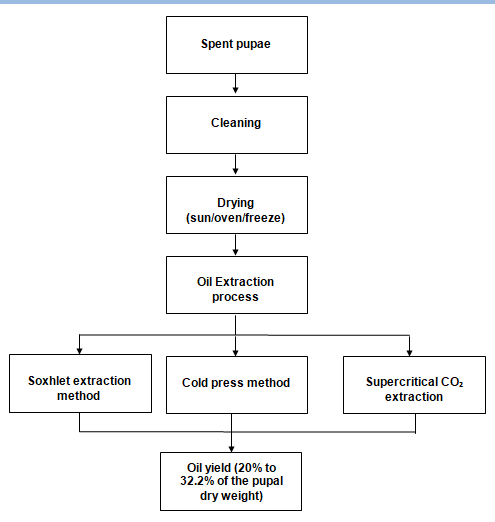 Spent pupae
Cleaning
Drying
(sun/oven/freeze)
Oil Extraction
process
Soxhlet extraction
method
Cold press method
Supercritical CO₂
extraction
Oil yield (20% to
32.2% of the pupal
dry weight)